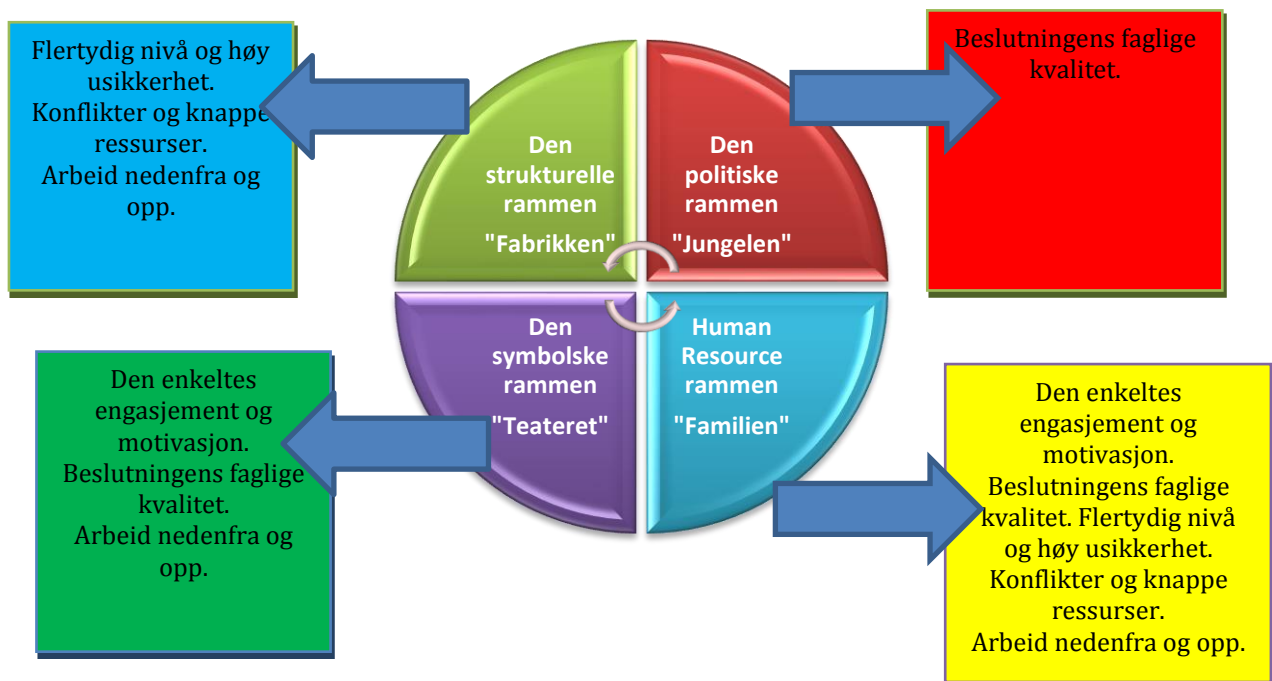 Flertydig nivå og høy
usikkerhet.
Konflikter og knappe
ressurser.
Arbeid nedenfra og
opp.
Den
strukturelle
rammen
"Fabrikken"
Den
politiske
rammen
"Jungelen"
Beslutningens faglige
kvalitet.
Den enkeltes
engasjement og
motivasjon.
Beslutningens faglige
kvalitet.
Arbeid nedenfra og
opp.
Den
symbolske
rammen
"Teateret"
Human
Resource
rammen
"Familien"
Den enkeltes
engasjement og
motivasjon.
Beslutningens faglige
kvalitet. Flertydig nivå
og høy usikkerhet.
Konflikter og knappe
ressurser.
Arbeid nedenfra og opp.